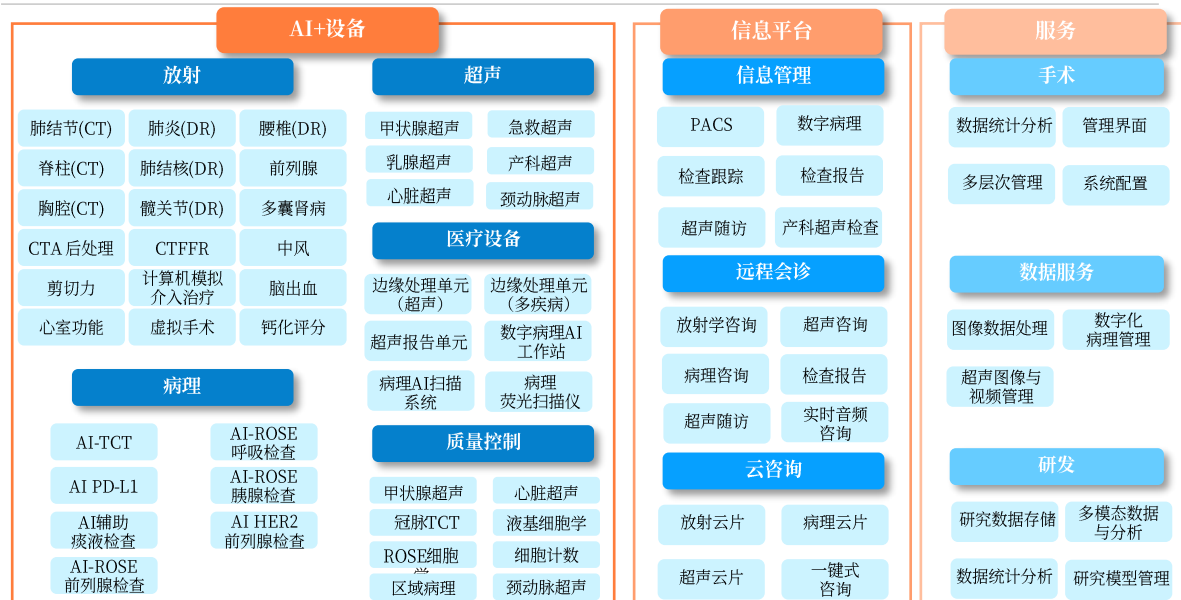 AI+设备
放射
肺结节(CT)
肺炎(DR)
腰椎(DR)
脊柱(CT)
肺结核(DR)
前列腺
胸腔(CT)
髋关节(DR)
多囊肾病
CTA 后处理
CTFFR
中风
剪切力
计算机模拟
介入治疗
脑出血
心室功能
虚拟手术
钙化评分
病理
AI-TCT
AI-ROSE
呼吸检查
AI PD-L1
AI-ROSE
胰腺检查
AI辅助
痰液检查
AI HER2
前列腺检查
AI-ROSE
前列腺检查
超声
甲状腺超声
急救超声
乳腺超声
产科超声
心脏超声
颈动脉超声
医疗设备
边缘处理单元
（超声）
边缘处理单元
（多疾病）
超声报告单元
数字病理AI
工作站
病理AI扫描
系统
病理
荧光扫描仪
质量控制
甲状腺超声
心脏超声
冠脉TCT
液基细胞学
ROSE细胞
学
细胞计数
区域病理
颈动脉超声
信息平台
信息管理
PACS
数字病理
检查跟踪
检查报告
超声随访
产科超声检查
远程会诊
放射学咨询
超声咨询
病理咨询
检查报告
超声随访
实时音频
咨询
云咨询
放射云片
病理云片
超声云片
一键式
咨询
服务
手术
数据统计分析
管理界面
多层次管理
系统配置
数据服务
图像数据处理
数字化
病理管理
超声图像与
视频管理
研发
研究数据存储
多模态数据
与分析
数据统计分析
研究模型管理